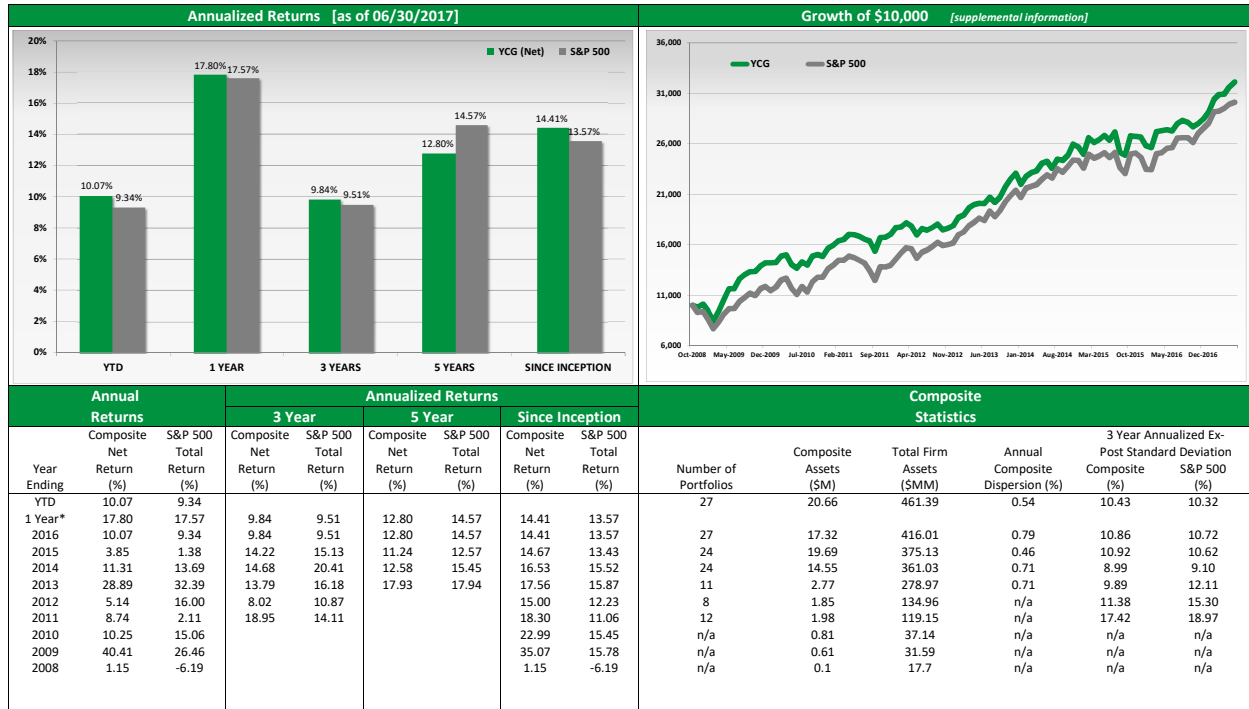 Annualized Returns [as of 06/30/2017]
20%
18%
16%
14%
12%
10%
8%
6%
4%
2%
0%
YCG (Net) S&P 500
10.07%
9.34%
17.80%
17.57%
9.84%
9.51%
12.80%
14.57%
14.41%
13.57%
YTD 1 YEAR 3 YEARS 5 YEARS SINCE INCEPTION
Growth of $10,000 [supplemental information]
36,000
31,000
26,000
21,000
16,000
11,000
6,000
YCG S&P 500
Oct-2008 May-2009 Dec-2009 Jul-2010 Feb-2011 Sep-2011 Apr-2012 Nov-2012 Jun-2013 Jan-2014 Aug-2014 Mar-2015 Oct-2015 May-2016 Dec-2016
Annual Annualized Returns Composite
Returns 3 Year 5 Year Since Inception Statistics
Composite S&P 500 Composite S&P 500 Composite S&P 500 Composite S&P 500 3 Year Annualized Ex-
Net Total Net Total Net Total Net Total Composite Total Firm Annual Post Standard Deviation
Year Return Return Return Return Return Return Return Return Number of Assets Assets Composite Composite S&P 500
Ending (%) (%) (%) (%) (%) (%) (%) (%) Portfolios ($M) ($MM) Dispersion (%) (%) (%)
YTD 10.07 9.34 27 20.66 461.39 0.54 10.43 10.32
1 Year* 17.80 17.57 9.84 9.51 12.80 14.57 14.41 13.57
2016 10.07 9.34 9.84 9.51 12.80 14.57 14.41 13.57 27 17.32 416.01 0.79 10.86 10.72
2015 3.85 1.38 14.22 15.13 11.24 12.57 14.67 13.43 24 19.69 375.13 0.46 10.92 10.62
2014 11.31 13.69 14.68 20.41 12.58 15.45 16.53 15.52 24 14.55 361.03 0.71 8.99 9.10
2013 28.89 32.39 13.79 16.18 17.93 17.94 17.56 15.87 11 2.77 278.97 0.71 9.89 12.11
2012 5.14 16.00 8.02 10.87 15.00 12.23 8 1.85 134.96 n/a 11.38 15.30
2011 8.74 2.11 18.95 14.11 18.30 11.06 12 1.98 119.15 n/a 17.42 18.97
2010 10.25 15.06 22.99 15.45 n/a 0.81 37.14 n/a n/a n/a
2009 40.41 26.46 35.07 15.78 n/a 0.61 31.59 n/a n/a n/a
2008 1.15 -6.19 1.15 -6.19 n/a 0.1 17.7 n/a n/a n/a